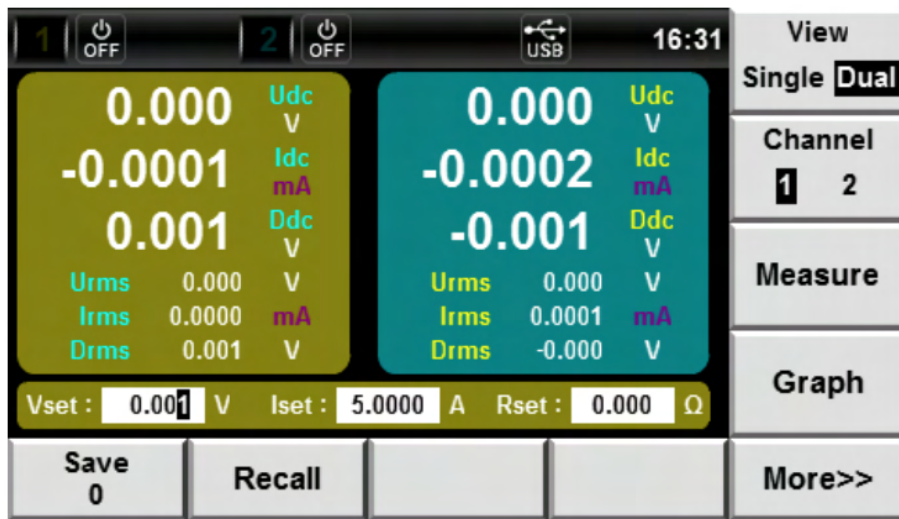 1 OFF 2 OFF USB 16:31
View
Single Dual
Channel
1 2
Measure
Graph
More>>
0.000 Udc V
-0.0001 Idc mA
0.001 Ddc V
Urms 0.000 V
Irms 0.0000 mA
Drms 0.001 V
0.000 Udc V
-0.0002 Idc mA
-0.001 Ddc V
Urms 0.000 V
Irms 0.0001 mA
Drms -0.000 V
Vset : 0.001 V Iset : 5.0000 A Rset : 0.000 Ω
Save
0
Recall